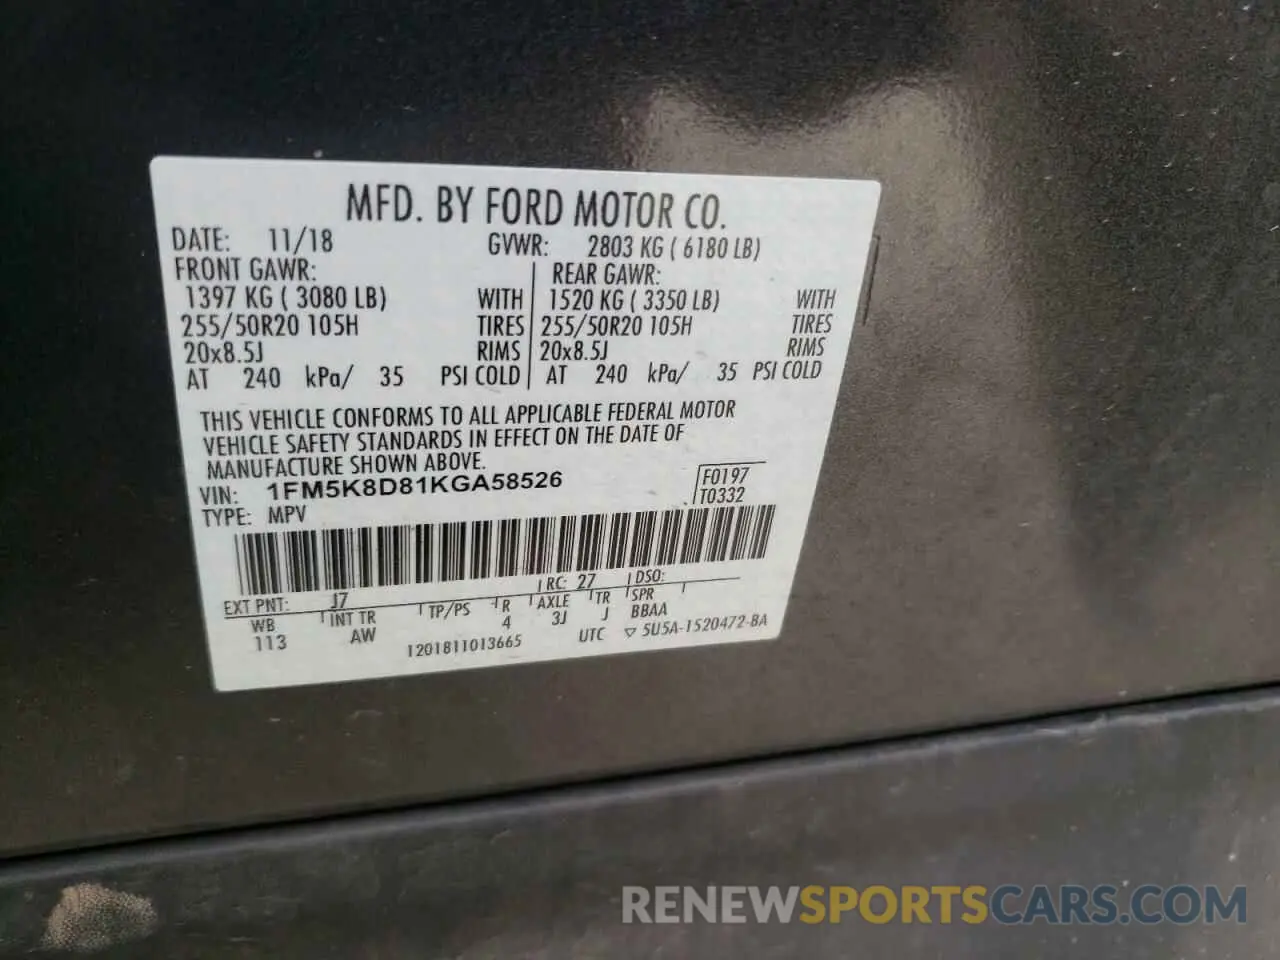 MFD. BY FORD MOTOR CO.
DATE: 11/18 GVWR: 2803 KG ( 6180 LB)
FRONT GAWR: REAR GAWR:
1397 KG ( 3080 LB) WITH 1520 KG ( 3350 LB) WITH
255/50R20 105H TIRES 255/50R20 105H TIRES
20x8.5J RIMS 20x8.5J RIMS
AT 240 kPa/ 35 PSI COLD AT 240 kPa/ 35 PSI COLD
THIS VEHICLE CONFORMS TO ALL APPLICABLE FEDERAL MOTOR
VEHICLE SAFETY STANDARDS IN EFFECT ON THE DATE OF
MANUFACTURE SHOWN ABOVE.
VIN: 1FM5K8D81KGA58526 F0197
TYPE: MPV T0332
EXT PNT: J7 RC: 27 DSO:
WB INT TR TP/PS R AXLE TR SPR
113 AW 4 3J J BBAA
1201811013665 UTC ▽ 5U5A-1520472-BA
RENEWSPORTSCARS.COM